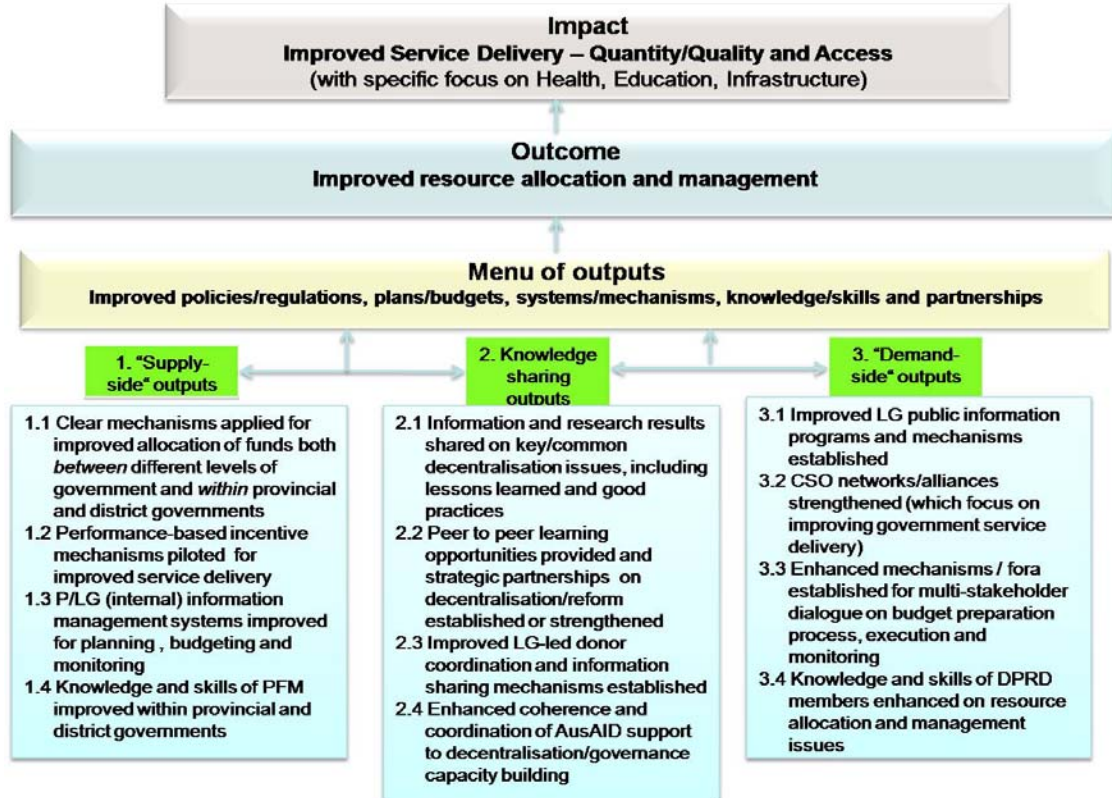 Impact
Improved Service Delivery – Quantity/Quality and Access
(with specific focus on Health, Education, Infrastructure)
Outcome
Improved resource allocation and management
Menu of outputs
Improved policies/regulations, plans/budgets, systems/mechanisms, knowledge/skills and partnerships
1. "Supply-
side" outputs
1.1 Clear mechanisms applied for
improved allocation of funds both
between different levels of
government and within provincial
and district governments
1.2 Performance-based incentive
mechanisms piloted for
improved service delivery
1.3 P/LG (internal) information
management systems improved
for planning , budgeting and
monitoring
1.4 Knowledge and skills of PFM
improved within provincial and
district governments
2. Knowledge
sharing
outputs
2.1 Information and research results
shared on key/common
decentralisation issues, including
lessons learned and good
practices
2.2 Peer to peer learning
opportunities provided and
strategic partnerships on
decentralisation/reform
established or strengthened
2.3 Improved LG-led donor
coordination and information
sharing mechanisms established
2.4 Enhanced coherence and
coordination of AusAID support
to decentralisation/governance
capacity building
3. "Demand-
side" outputs
3.1 Improved LG public information
programs and mechanisms
established
3.2 CSO networks/alliances
strengthened (which focus on
improving government service
delivery)
3.3 Enhanced mechanisms / fora
established for multi-stakeholder
dialogue on budget preparation
process, execution and
monitoring
3.4 Knowledge and skills of DPRD
members enhanced on resource
allocation and management
issues